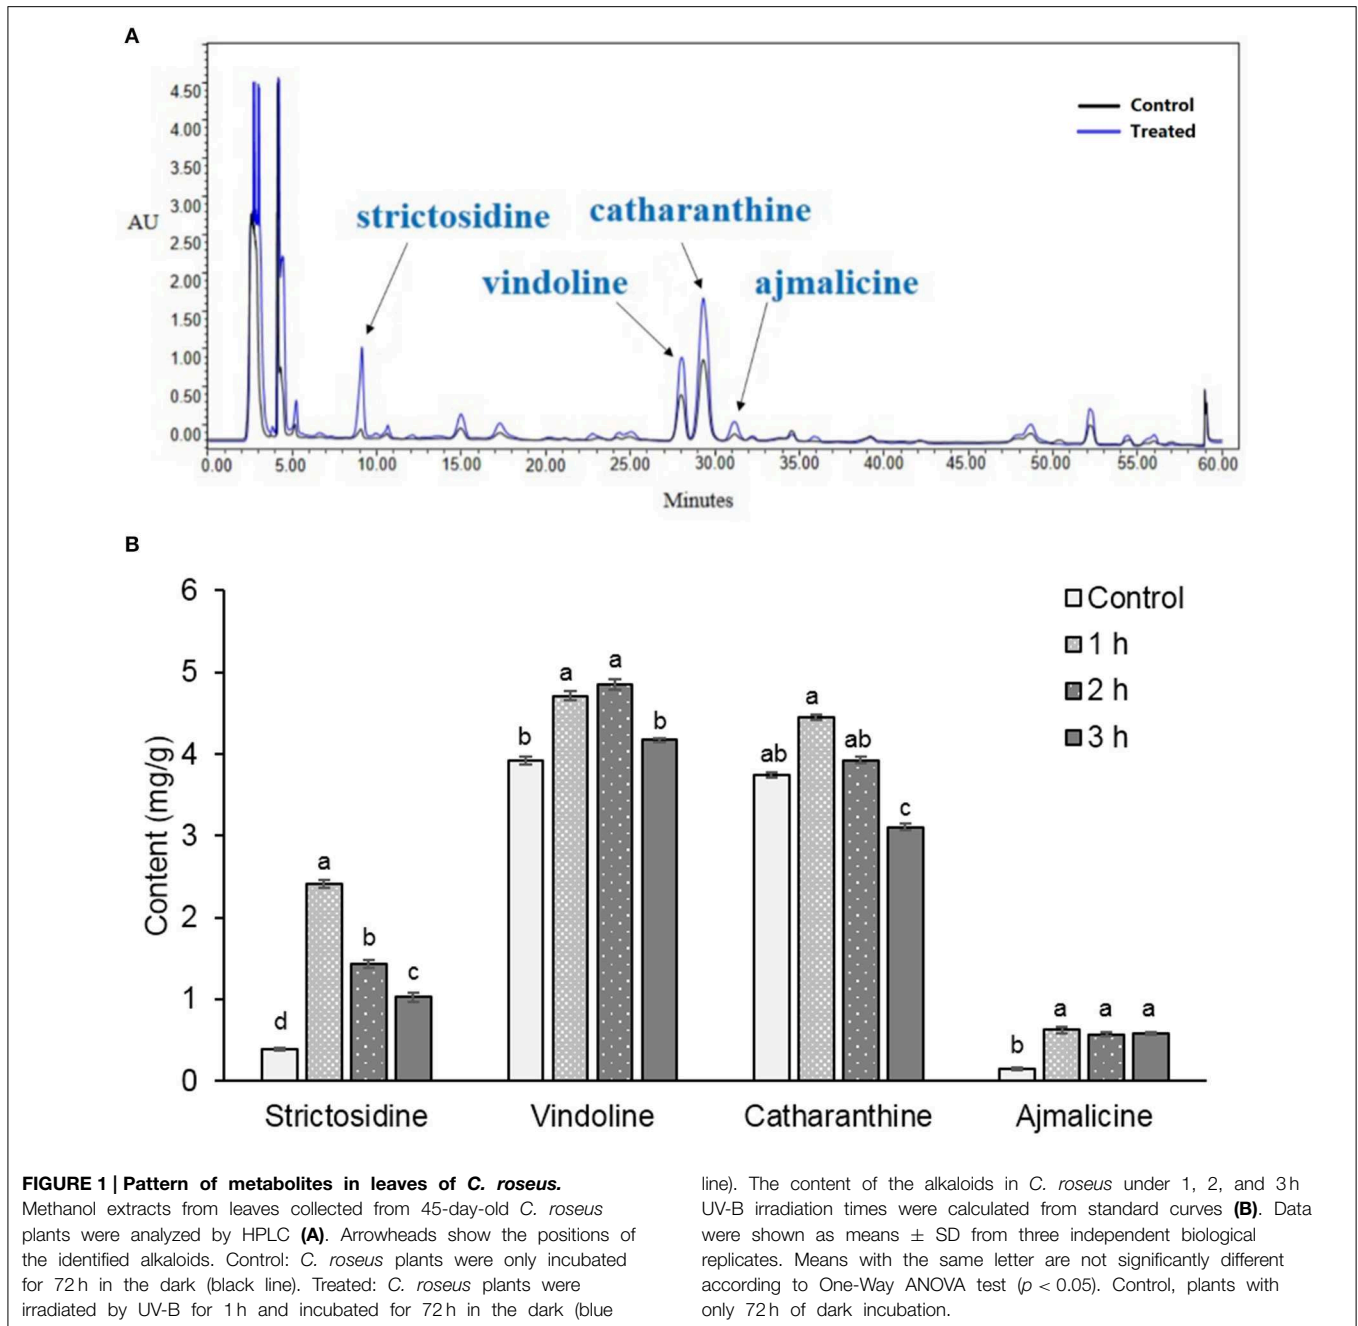 A
4.50
4.00
3.50
3.00
2.50
2.00
1.50
1.00
0.50
0.00
AU
Control
Treated
strictosidine
catharanthine
vindoline
ajmalicine
0.00 5.00 10.00 15.00 20.00 25.00 30.00 35.00 40.00 45.00 50.00 55.00 60.00
Minutes
B
6
5
4
3
2
1
0
Content (mg/g)
Control
1 h
2 h
3 h
d a b c
b a a b
ab a ab c
b a a a
Strictosidine Vindoline Catharanthine Ajmalicine
FIGURE 1 | Pattern of metabolites in leaves of C. roseus.
Methanol extracts from leaves collected from 45-day-old C. roseus
plants were analyzed by HPLC (A). Arrowheads show the positions of
the identified alkaloids. Control: C. roseus plants were only incubated
for 72 h in the dark (black line). Treated: C. roseus plants were
irradiated by UV-B for 1 h and incubated for 72 h in the dark (blue
line). The content of the alkaloids in C. roseus under 1, 2, and 3 h
UV-B irradiation times were calculated from standard curves (B). Data
were shown as means ± SD from three independent biological
replicates. Means with the same letter are not significantly different
according to One-Way ANOVA test (p < 0.05). Control, plants with
only 72 h of dark incubation.